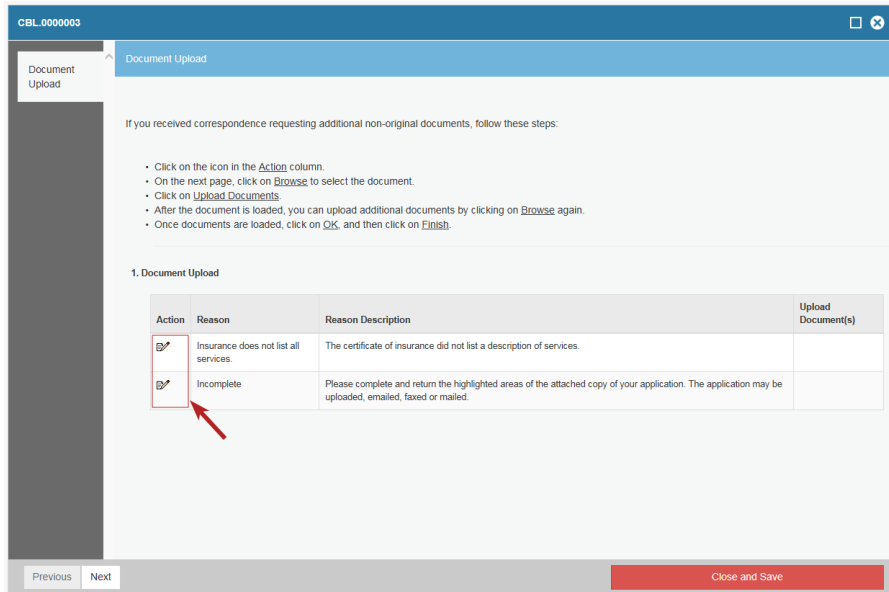 CBL.0000003
Document
Upload
Document Upload
If you received correspondence requesting additional non-original documents, follow these steps:
• Click on the icon in the Action column.
• On the next page, click on Browse to select the document.
• Click on Upload Documents.
• After the document is loaded, you can upload additional documents by clicking on Browse again.
• Once documents are loaded, click on OK, and then click on Finish.
1. Document Upload
Action Reason Reason Description Upload
Document(s)
Insurance does not list all The certificate of insurance did not list a description of services.
services.
Incomplete Please complete and return the highlighted areas of the attached copy of your application. The application may be
uploaded, emailed, faxed or mailed.
Previous Next Close and Save